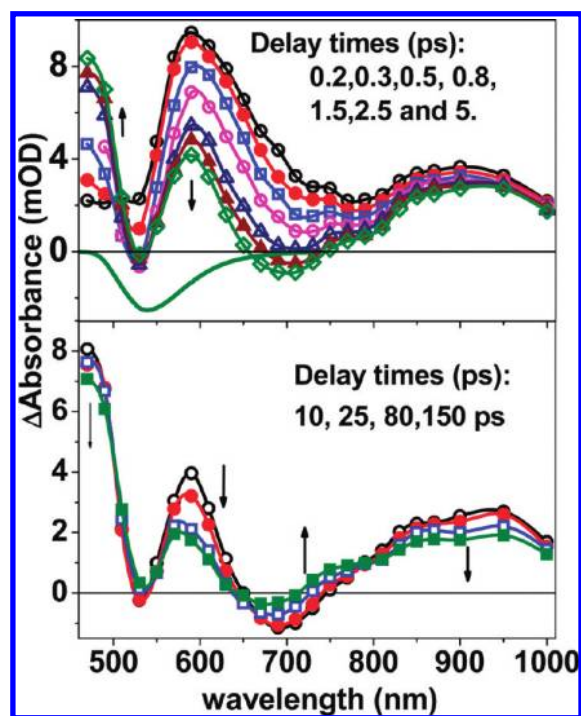 Delay times (ps):
0.2,0.3,0.5, 0.8,
1.5,2.5 and 5.
8
4
0
ΔAbsorbance (mOD)
Delay times (ps):
10, 25, 80,150 ps
8
6
4
2
0
500 600 700 800 900 1000
wavelength (nm)